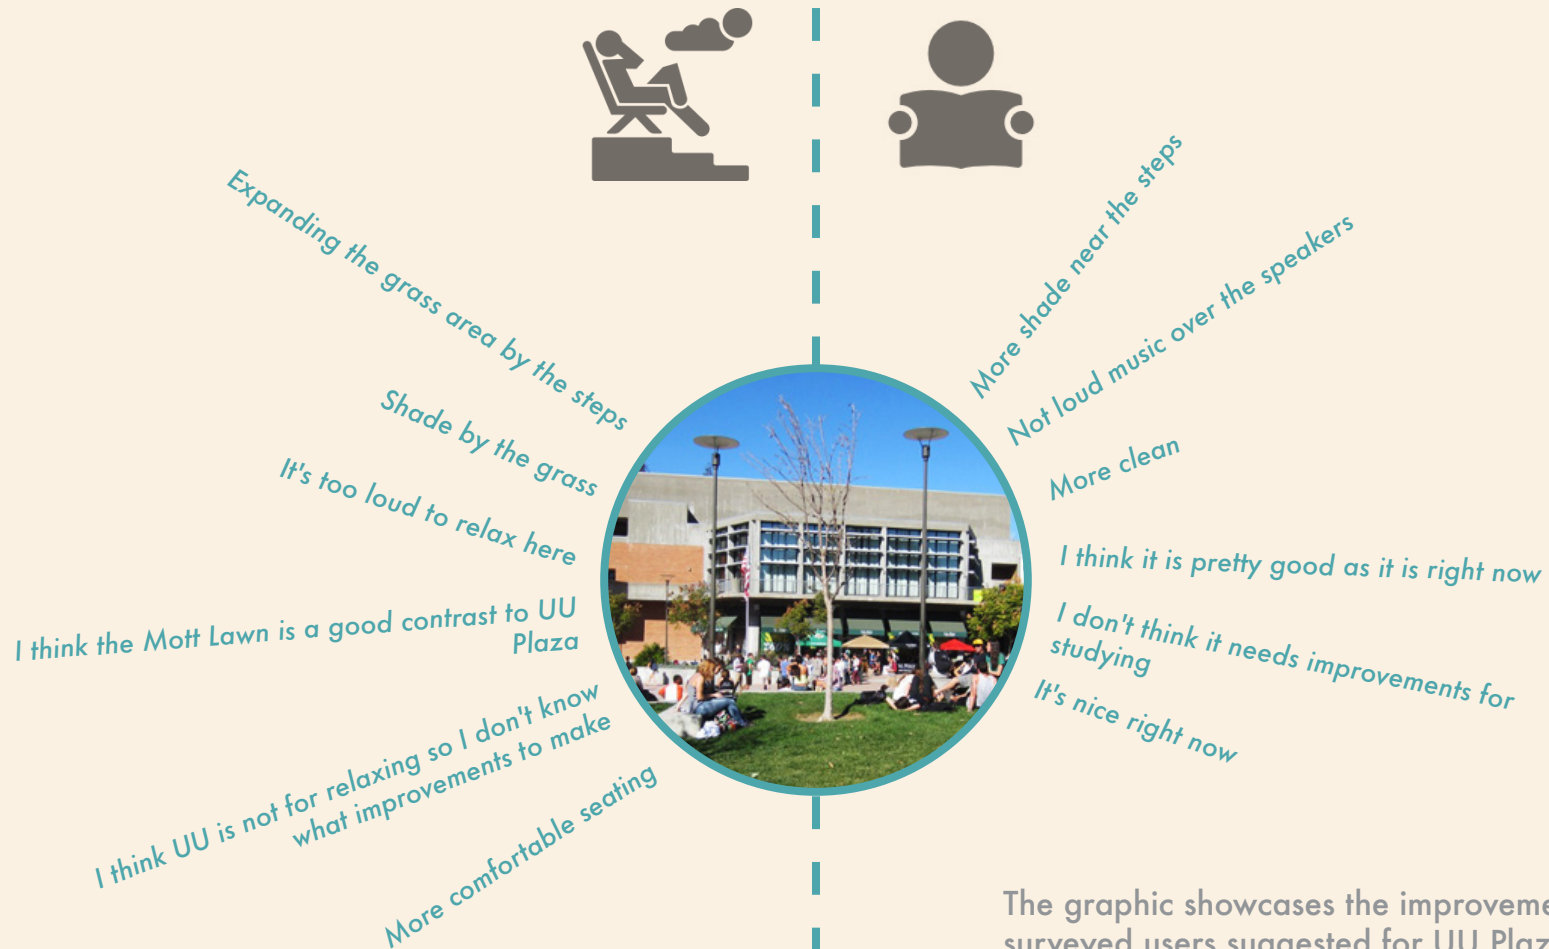 Expanding the grass area by the steps
Shade by the grass
It's too loud to relax here
I think the Mott Lawn is a good contrast to UU
Plaza
I think UU is not for relaxing so I don't know
what improvements to make
More comfortable seating
More shade near the steps
Not loud music over the speakers
More clean
I think it is pretty good as it is right now
I don't think it needs improvements for
studying
It's nice right now
The graphic showcases the improveme
surveyed users suggested for UU Plaz